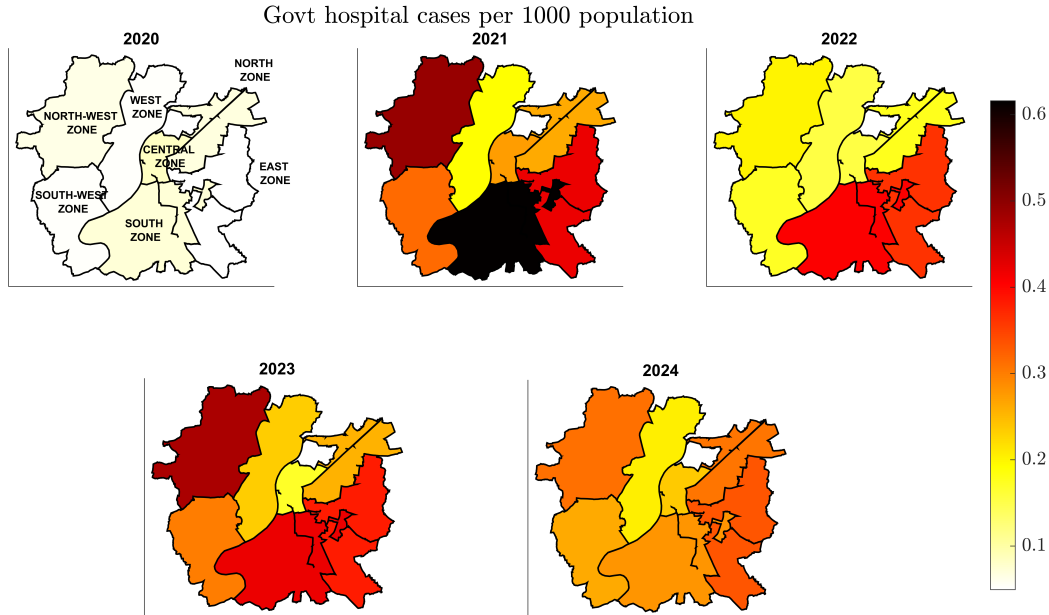 Govt hospital cases per 1000 population
2020
2021
2022
NORTH
ZONE
WEST
ZONE
NORTH-WEST
ZONE
CENTRAL
ZONE
EAST
ZONE
SOUTH-WEST
ZONE
SOUTH
ZONE
0.6
0.5
0.4
0.3
0.2
0.1
2023
2024